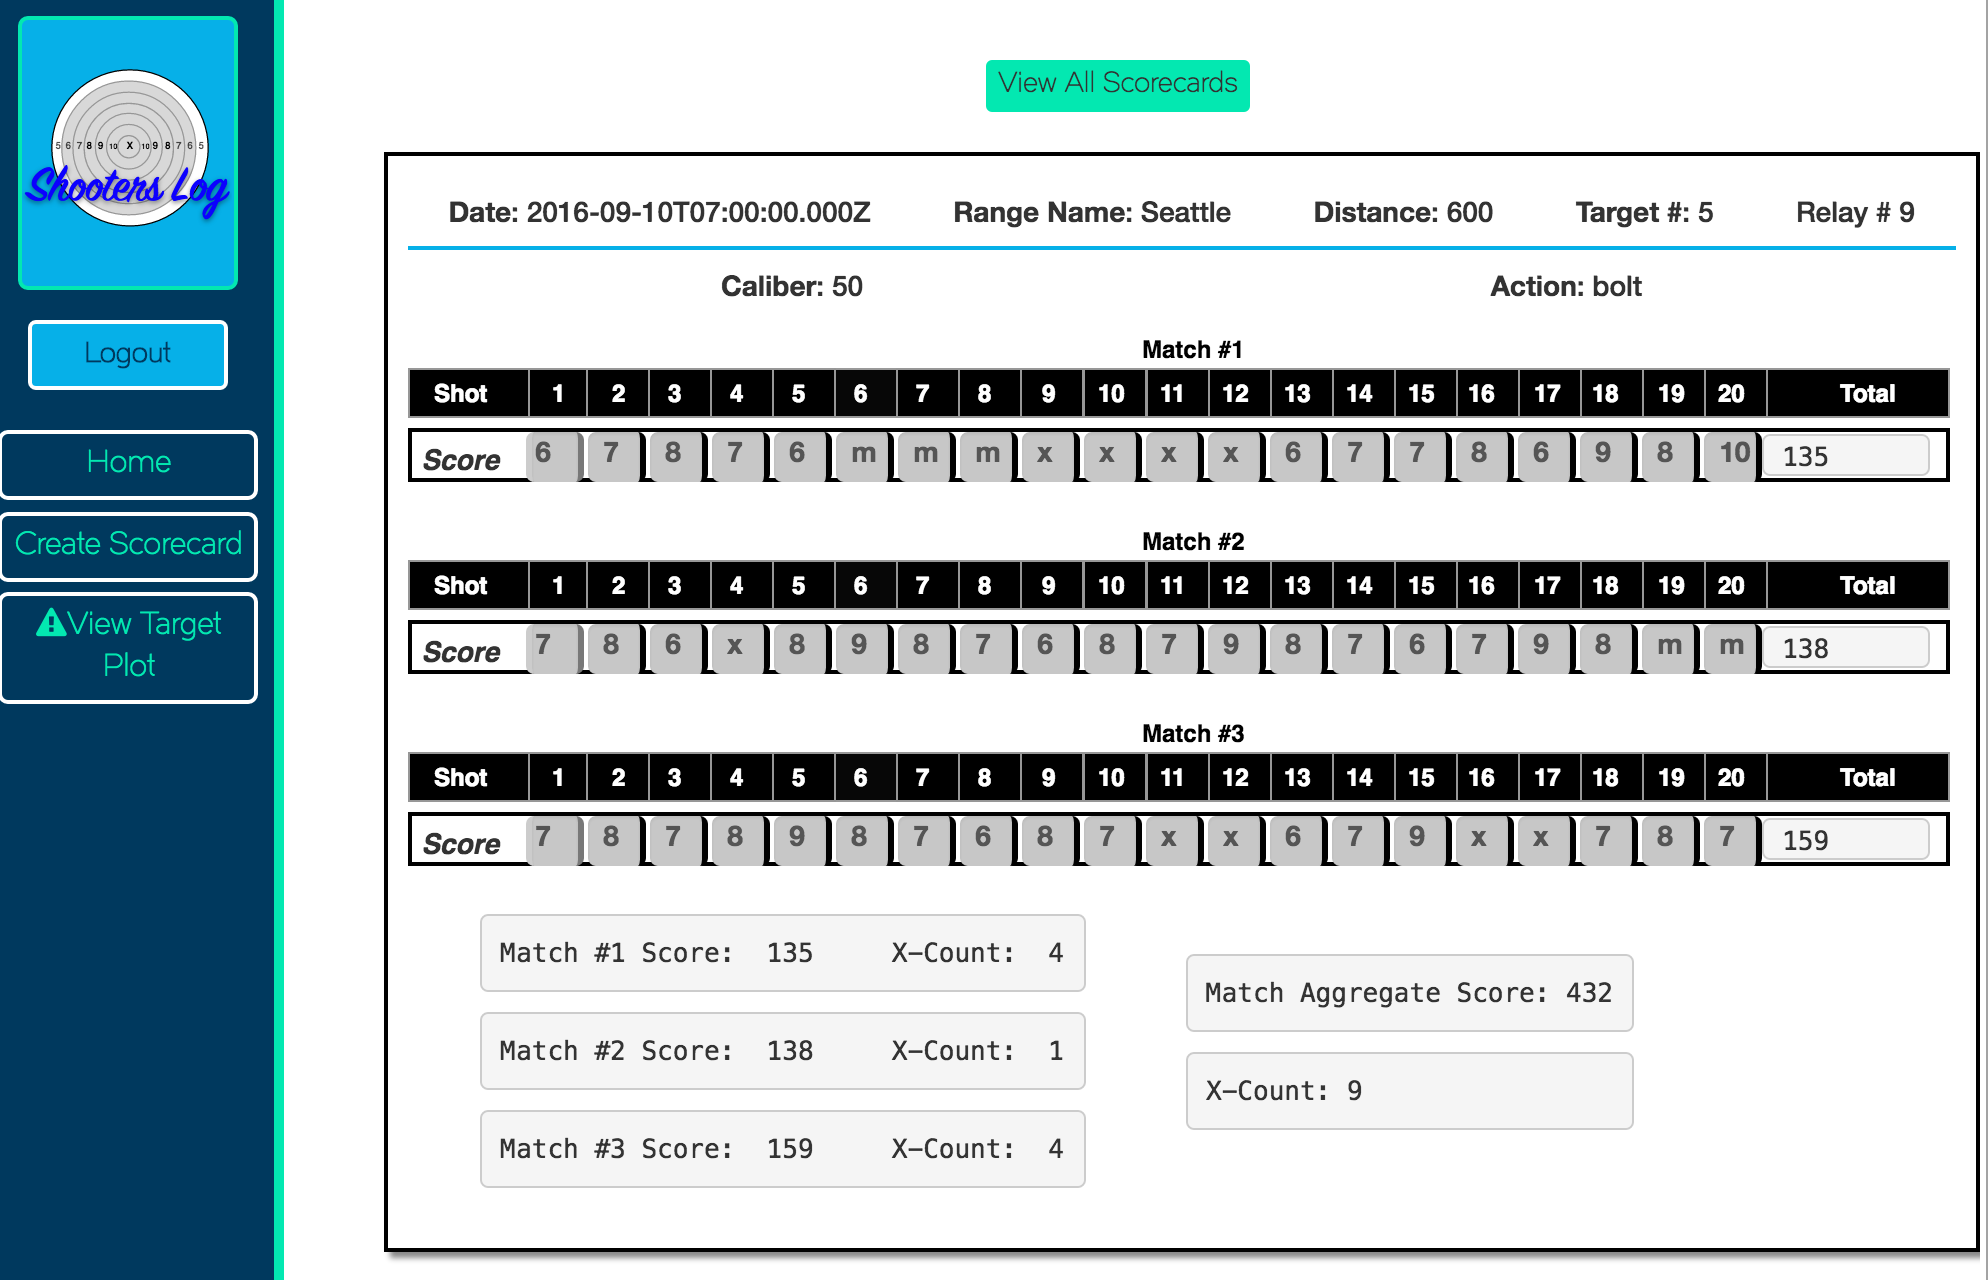 5 6 7 8 9 10 X 10 9 8 7 6 5
Shooters Log
Logout
Home
Create Scorecard
View Target
Plot
View All Scorecards
Date: 2016-09-10T07:00:00.000Z Range Name: Seattle Distance: 600 Target #: 5 Relay # 9
Caliber: 50 Action: bolt
Match #1
Shot 1 2 3 4 5 6 7 8 9 10 11 12 13 14 15 16 17 18 19 20 Total
Score 6 7 8 7 6 m m m x x x x 6 7 7 8 6 9 8 10 135
Match #2
Shot 1 2 3 4 5 6 7 8 9 10 11 12 13 14 15 16 17 18 19 20 Total
Score 7 8 6 x 8 9 8 7 6 8 7 9 8 7 6 7 9 8 m m 138
Match #3
Shot 1 2 3 4 5 6 7 8 9 10 11 12 13 14 15 16 17 18 19 20 Total
Score 7 8 7 8 9 8 7 6 8 7 x x 6 7 9 x x 7 8 7 159
Match #1 Score: 135 X-Count: 4
Match #2 Score: 138 X-Count: 1
Match #3 Score: 159 X-Count: 4
Match Aggregate Score: 432
X-Count: 9